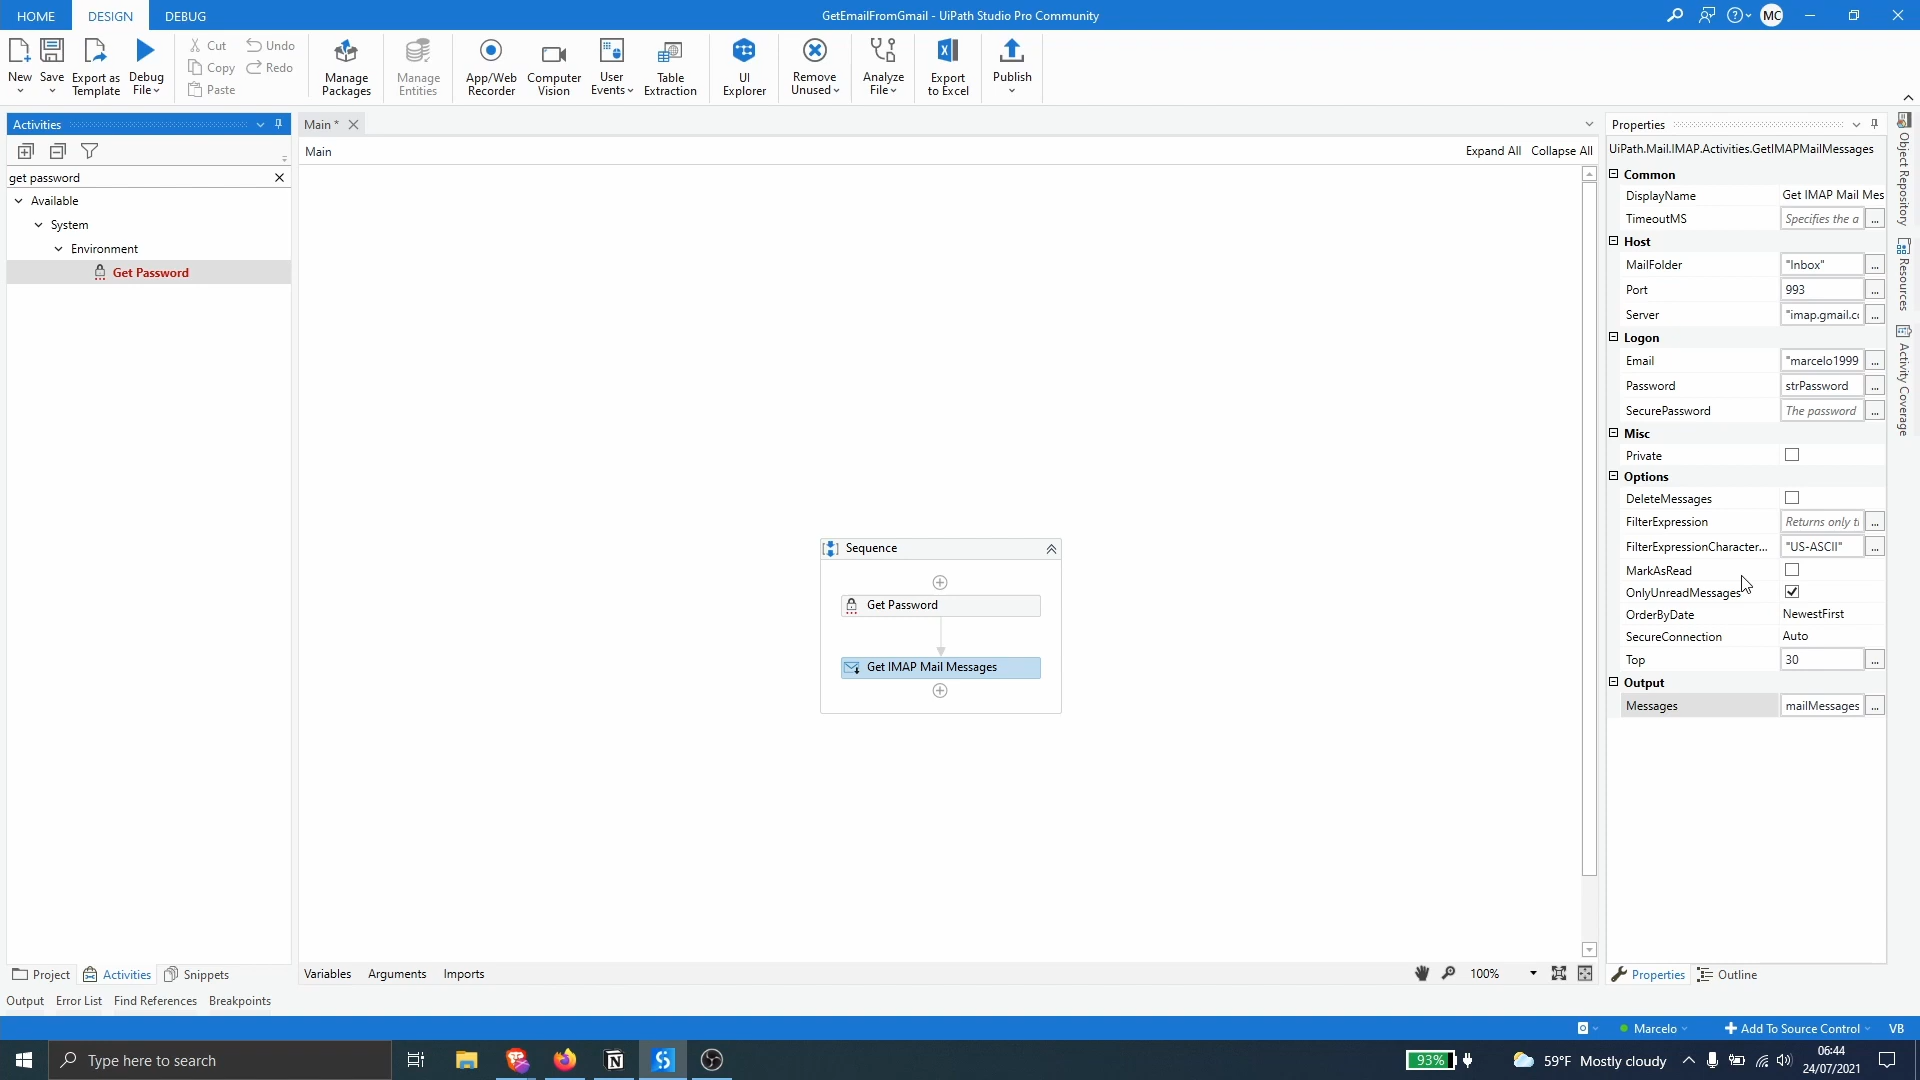 HOME DESIGN DEBUG
GetEmailFromGmail - UiPath Studio Pro Community
MC
New
Save
Export as
Template
Debug
File
Cut
Copy
Paste
Undo
Redo
Manage
Packages
Manage
Entities
App/Web
Recorder
Computer
Vision
User
Events
Table
Extraction
UI
Explorer
Remove
Unused
Analyze
File
Export
to Excel
Publish
Activities
get password
Available
System
Environment
Get Password
Main *
Main
Expand All Collapse All
Sequence
Get Password
Get IMAP Mail Messages
Properties
UiPath.Mail.IMAP.Activities.GetIMAPMailMessages
Common
DisplayName Get IMAP Mail Mes
TimeoutMS Specifies the a ...
Host
MailFolder "Inbox" ...
Port 993 ...
Server "imap.gmail.co ...
Logon
Email "marcelo1999 ...
Password strPassword ...
SecurePassword The password ...
Misc
Private
Options
DeleteMessages
FilterExpression Returns only tl ...
FilterExpressionCharacter... "US-ASCII" ...
MarkAsRead
OnlyUnreadMessages
OrderByDate NewestFirst
SecureConnection Auto
Top 30 ...
Output
Messages mailMessages ...
Object Repository
Resources
Activity Coverage
Project Activities Snippets
Variables Arguments Imports
100%
Properties Outline
Output Error List Find References Breakpoints
Marcelo
Add To Source Control
VB
Type here to search
93%
59°F Mostly cloudy
06:44
24/07/2021